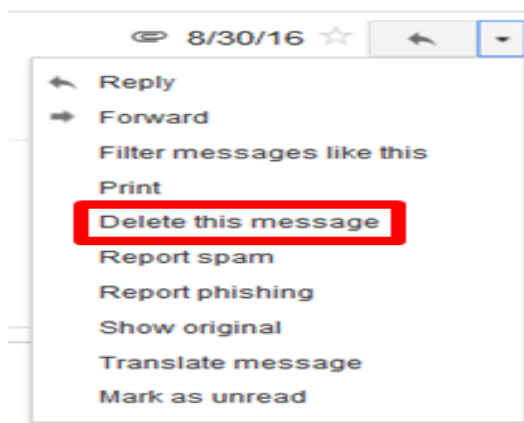 8/30/16
Reply
Forward
Filter messages like this
Print
Delete this message
Report spam
Report phishing
Show original
Translate message
Mark as unread